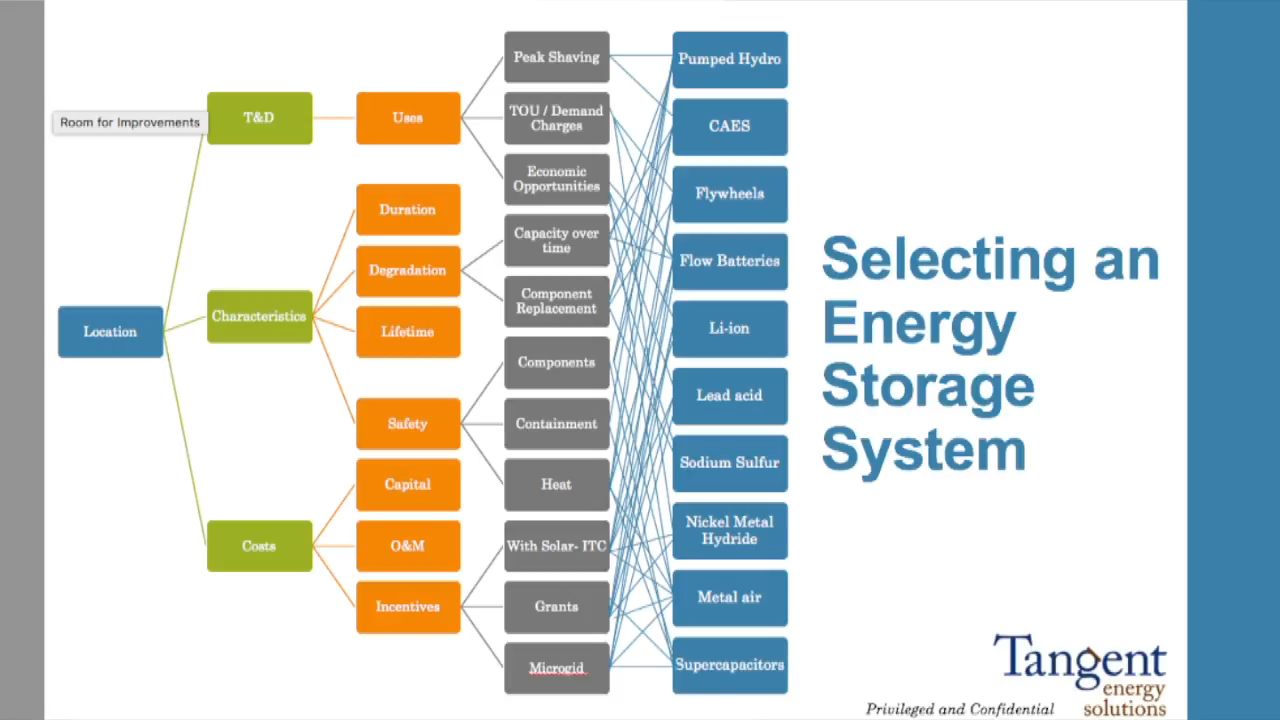 Room for Improvements
Location
T&D
Characteristics
Costs
Uses
Duration
Degradation
Lifetime
Safety
Capital
O&M
Incentives
Peak Shaving
TOU / Demand
Charges
Economic
Opportunities
Capacity over
time
Component
Replacement
Components
Containment
Heat
With Solar- ITC
Grants
Microgid
Pumped Hydro
CAES
Flywheels
Flow Batteries
Li-ion
Lead acid
Sodium Sulfur
Nickel Metal
Hydride
Metal air
Supercapacitors
Selecting an
Energy
Storage
System
Tangent
energy
solutions
Privileged and Confidential